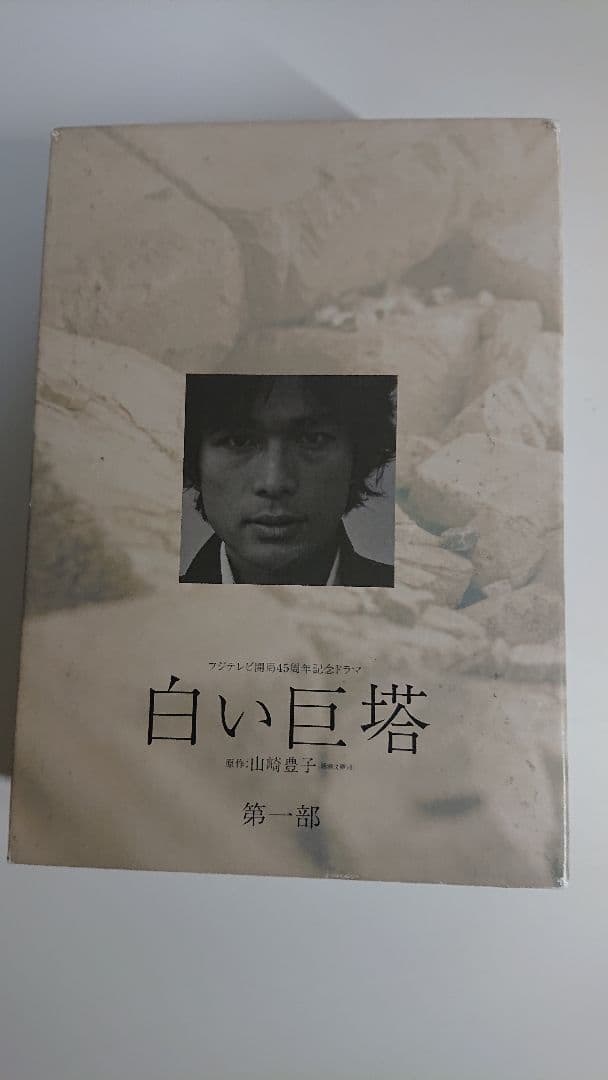 フジテレビ開局45周年記念ドラマ
白い巨塔
原作:山崎豊子
第一部